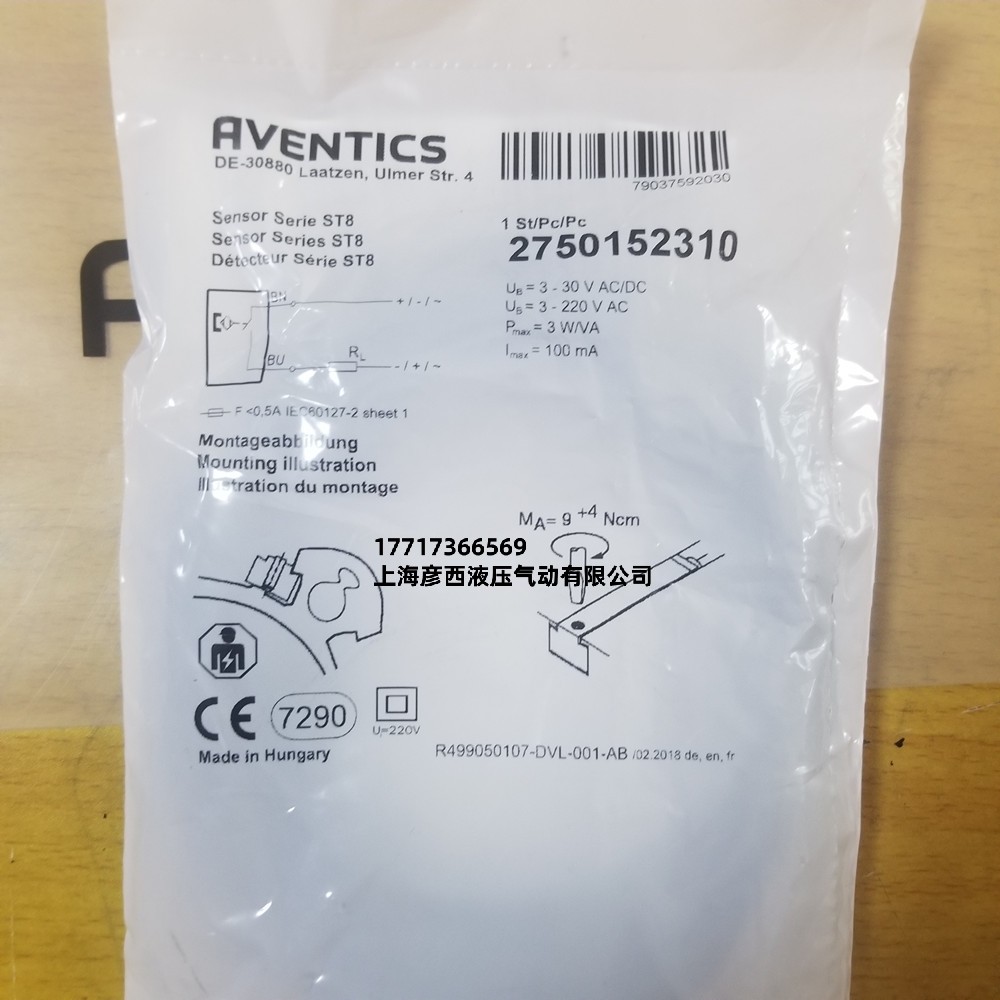 AVENTICS
DE-30880 Laatzen, Ulmer Str. 4
79037592030
Sensor Serie ST8
Sensor Series ST8
Détecteur Série ST8
1 St/Pc/Pc
2750152310
UB = 3 - 30 V AC/DC
US = 3 - 220 V AC
Pmax = 3 W/VA
Imax = 100 mA
BN
+ / - / ~
BU
RL
- / + / ~
F <0,5A IEC60127-2 sheet 1
Montageabbildung
Mounting illustration
Illustration du montage
MA = 9 +4 Ncm
17717366569
上海彦西液压气动有限公司
CE
7290
U=220V
Made in Hungary
R499050107-DVL-001-AB /02.2018 de, en, fr
A